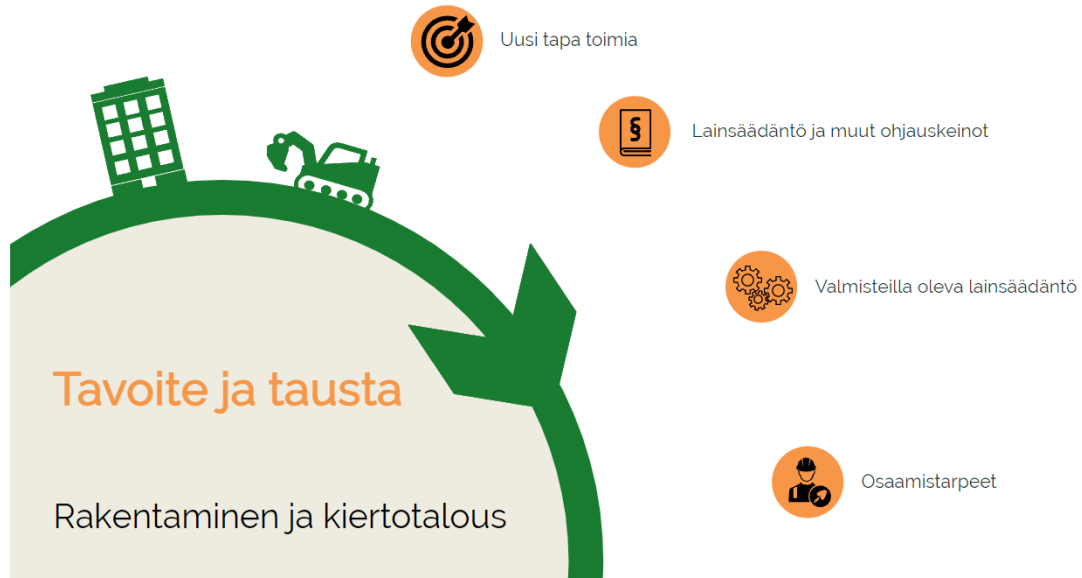 Uusi tapa toimia
Lainsäädäntö ja muut ohjauskeinot
Valmisteilla oleva lainsäädäntö
Tavoite ja tausta
Osaamistarpeet
Rakentaminen ja kiertotalous